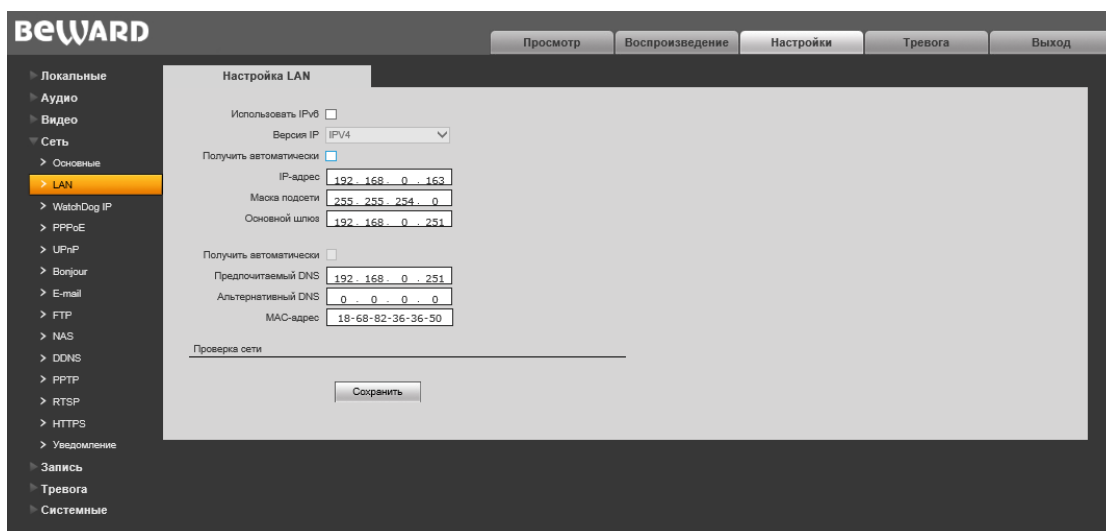 BEWARD
Просмотр
Воспроизведение
Настройки
Тревога
Выход
Локальные
Аудио
Видео
Сеть
Основные
LAN
WatchDog IP
PPPoE
UPnP
Bonjour
E-mail
FTP
NAS
DDNS
PPTP
RTSP
HTTPS
Уведомление
Запись
Тревога
Системные
Настройка LAN
Использовать IPv6
Версия IP IPV4
Получить автоматически
IP-адрес 192 . 168 . 0 . 163
Маска подсети 255 . 255 . 254 . 0
Основной шлюз 192 . 168 . 0 . 251
Получить автоматически
Предпочитаемый DNS 192 . 168 . 0 . 251
Альтернативный DNS 0 . 0 . 0 . 0
MAC-адрес 18-68-82-36-36-50
Проверка сети
Сохранить